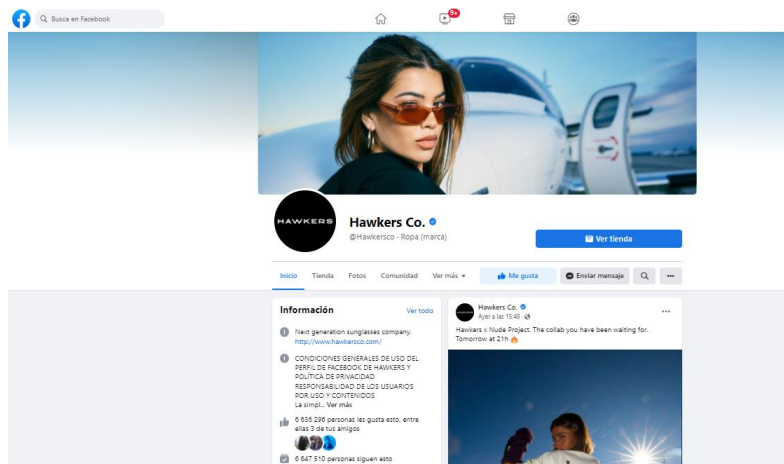 Busca en Facebook
9+
HAWKERS
Hawkers Co.
@Hawkersco · Ropa (marca)
Ver tienda
Inicio Tienda Fotos Comunidad Ver más Me gusta Enviar mensaje
Información Ver todo
Next generation sunglasses company.
http://www.hawkersco.com/
CONDICIONES GENERALES DE USO DEL
PERFIL DE FACEBOOK DE HAWKERS Y
POLÍTICA DE PRIVACIDAD
RESPONSABILIDAD DE LOS USUARIOS
POR USO Y CONTENIDOS
La simpl... Ver más
6 636 296 personas les gusta esto, entre
ellas 3 de tus amigos
6 647 510 personas siguen esto
HAWKERS
Hawkers Co.
Ayer a las 15:49 ·
Hawkers x Nude Project. The collab you have been waiting for.
Tomorrow at 21h 🔥